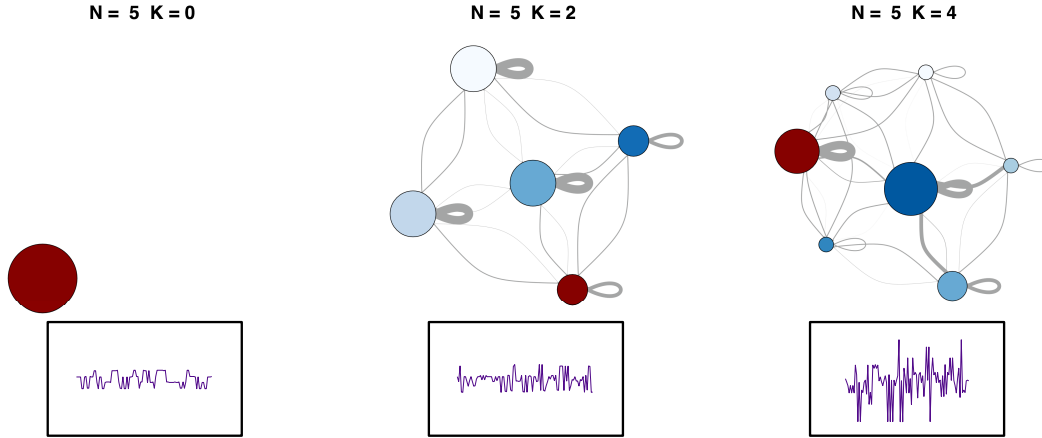 N = 5 K = 0
N = 5 K = 2
N = 5 K = 4